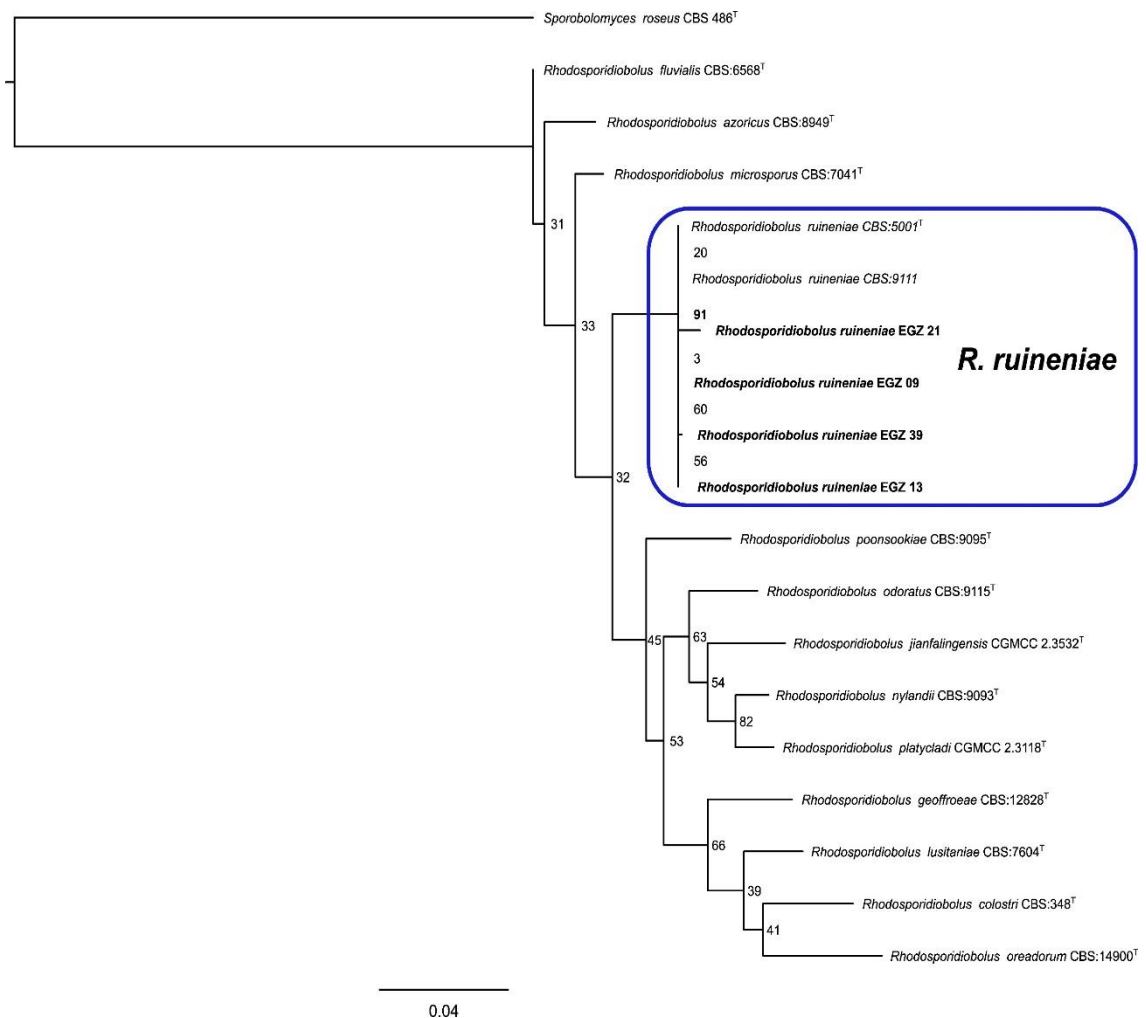 Sporobolomyces roseus CBS 486T
Rhodosporidiobolus fluvialis CBS:6568T
Rhodosporidiobolus azoricus CBS:8949T
Rhodosporidiobolus microsporus CBS:7041T
31
Rhodosporidiobolus ruineniae CBS:5001T
20
Rhodosporidiobolus ruineniae CBS:9111
91
33
Rhodosporidiobolus ruineniae EGZ 21
R. ruineniae
3
Rhodosporidiobolus ruineniae EGZ 09
60
Rhodosporidiobolus ruineniae EGZ 39
56
32
Rhodosporidiobolus ruineniae EGZ 13
Rhodosporidiobolus poonsookiae CBS:9095T
Rhodosporidiobolus odoratus CBS:9115T
45
63
Rhodosporidiobolus jianfalingensis CGMCC 2.3532T
54
Rhodosporidiobolus nylandii CBS:9093T
82
53
Rhodosporidiobolus platycladi CGMCC 2.3118T
Rhodosporidiobolus geoffroeae CBS:12828T
66
Rhodosporidiobolus lusitaniae CBS:7604T
39
Rhodosporidiobolus colostri CBS:348T
41
Rhodosporidiobolus oreadorum CBS:14900T
0.04